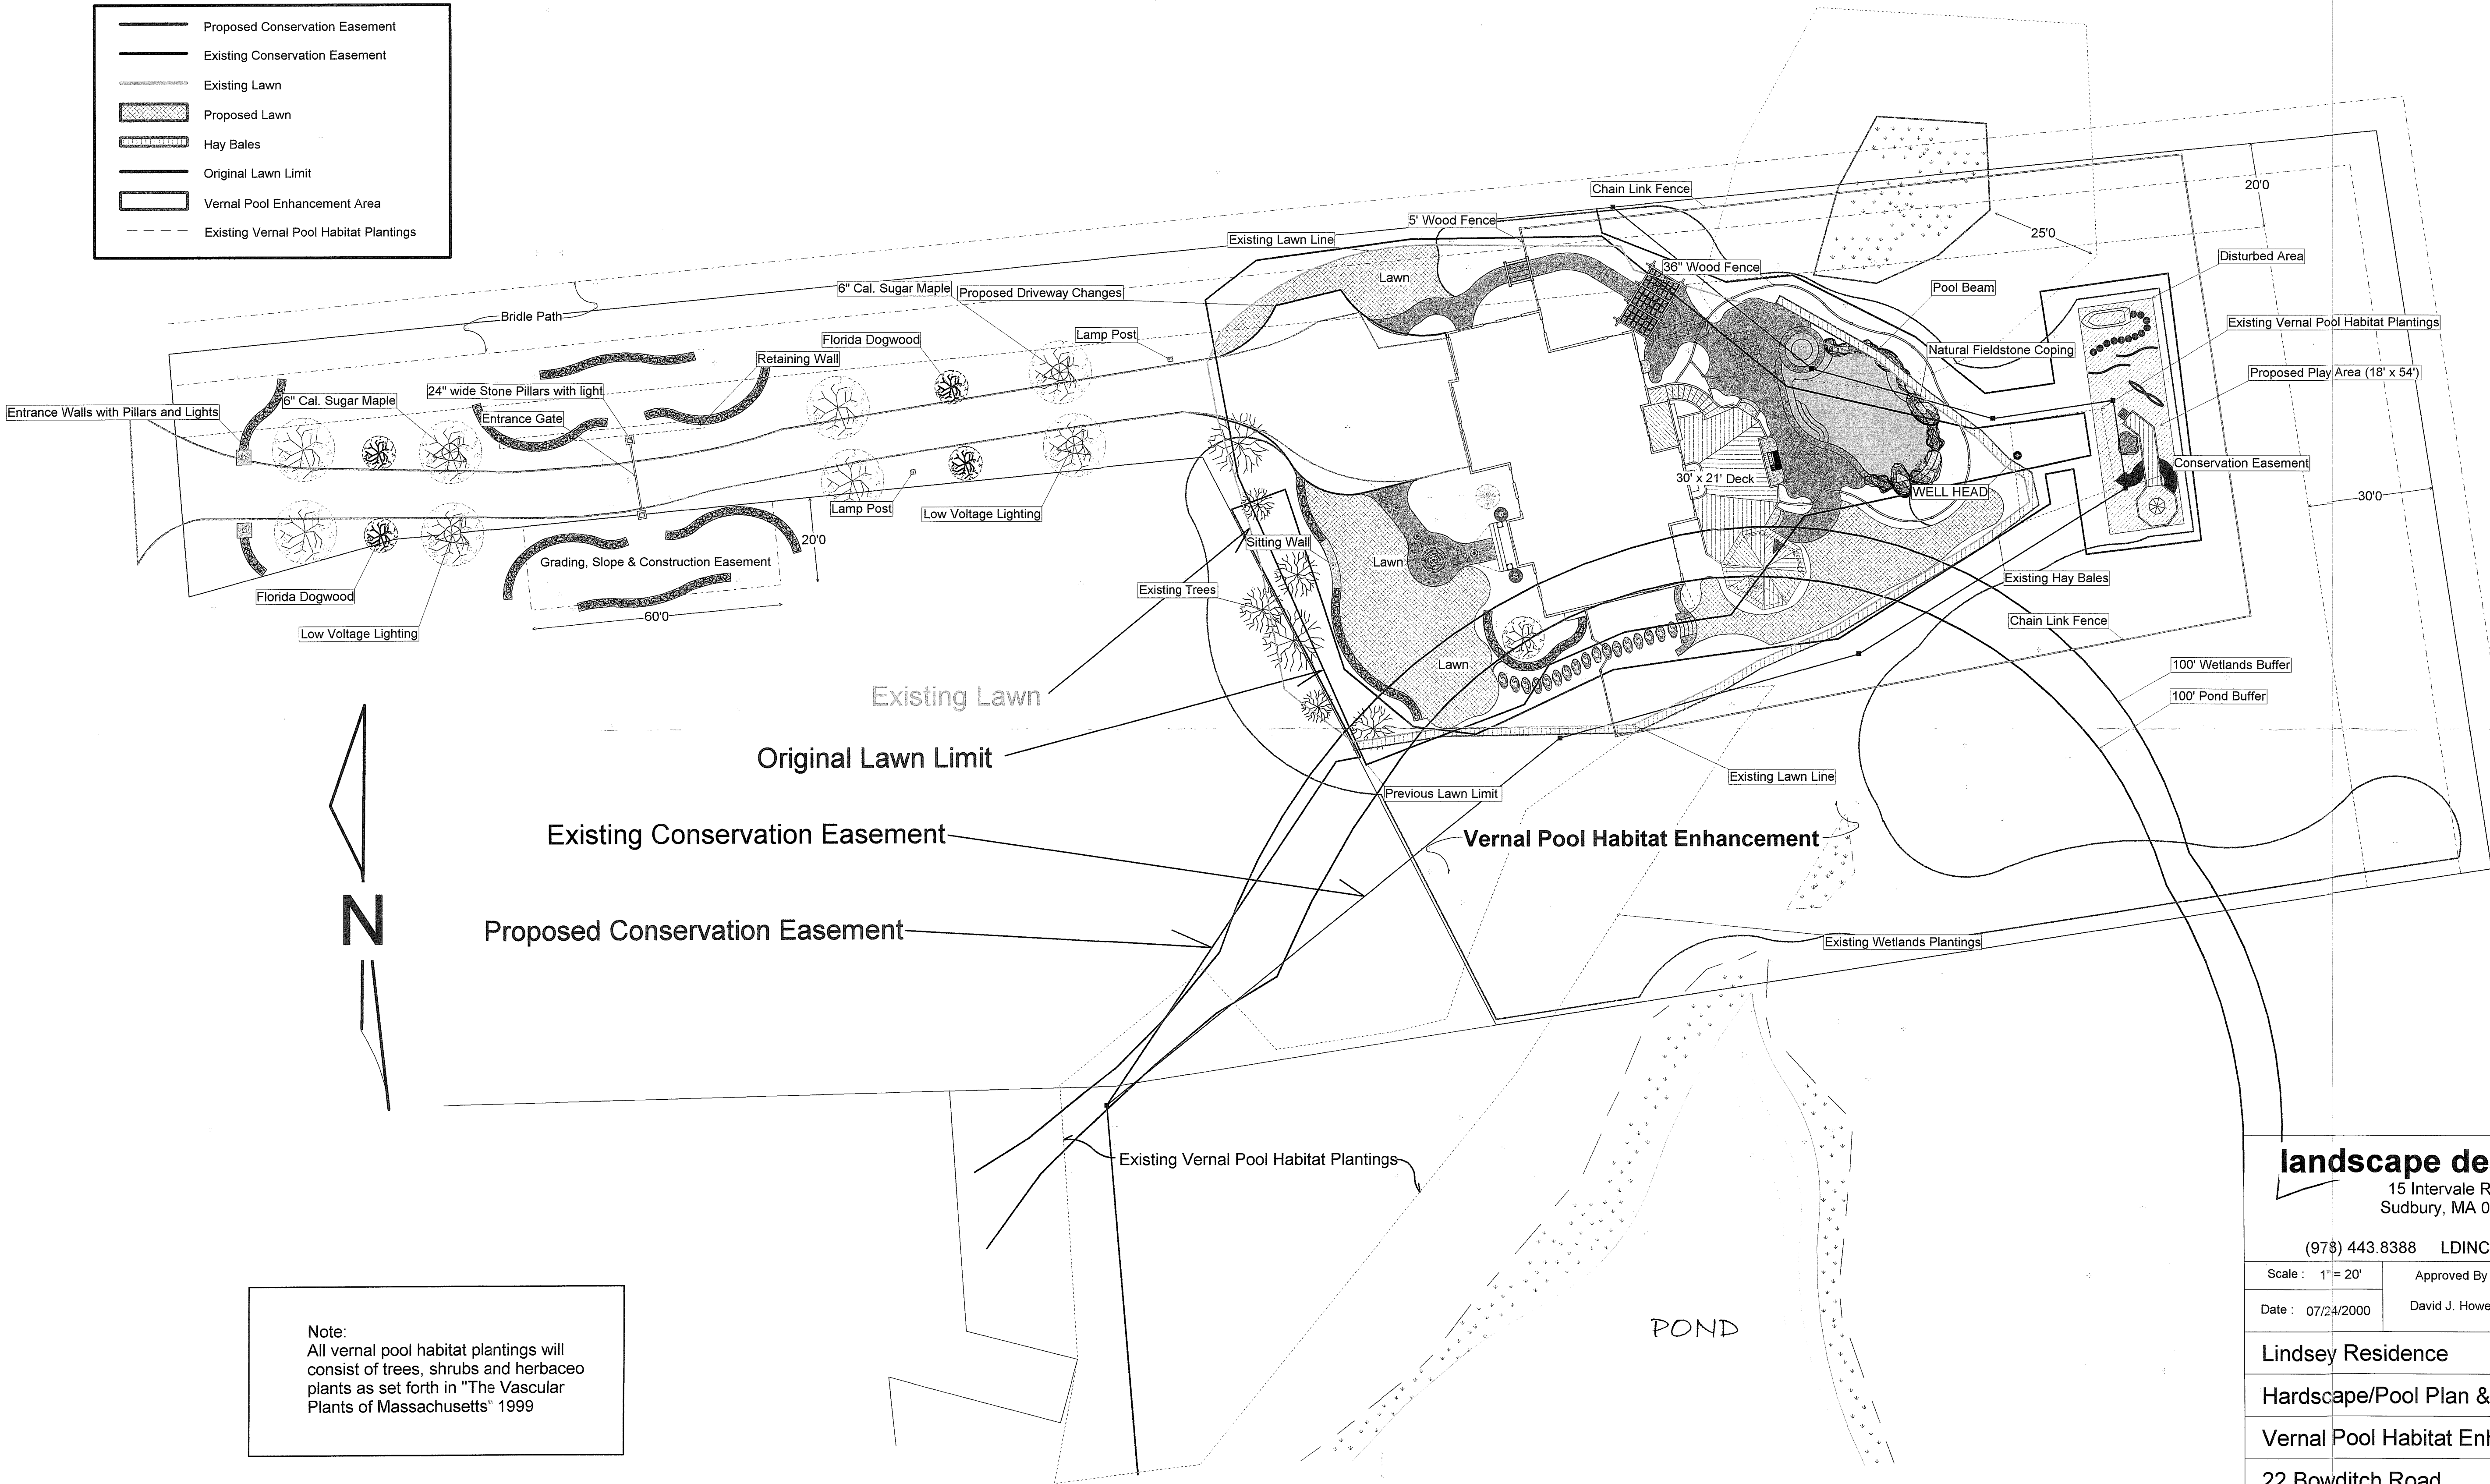 Proposed Conservation Easement
Existing Conservation Easement
Existing Lawn
Proposed Lawn
Hay Bales
Original Lawn Limit
Vernal Pool Enhancement Area
Existing Vernal Pool Habitat Plantings
Chain Link Fence
20'0
5' Wood Fence
25'0
Existing Lawn Line
Disturbed Area
36" Wood Fence
Lawn
6" Cal. Sugar Maple
Proposed Driveway Changes
Pool Beam
Bridle Path
Existing Vernal Pool Habitat Plantings
Lamp Post
Florida Dogwood
Natural Fieldstone Coping
Retaining Wall
Proposed Play Area (18' x 54')
24" wide Stone Pillars with light
6" Cal. Sugar Maple
Entrance Walls with Pillars and Lights
Entrance Gate
Conservation Easement
30' x 21' Deck
WELL HEAD
30'0
Lamp Post
Low Voltage Lighting
20'0
Sitting Wall
Grading, Slope & Construction Easement
Lawn
Existing Hay Bales
Existing Trees
Florida Dogwood
60'0
Chain Link Fence
Low Voltage Lighting
Lawn
100' Wetlands Buffer
Existing Lawn
100' Pond Buffer
Original Lawn Limit
Existing Lawn Line
Previous Lawn Limit
Existing Conservation Easement
Vernal Pool Habitat Enhancement
N
Proposed Conservation Easement
Existing Wetlands Plantings
Existing Vernal Pool Habitat Plantings
POND
Note:
All vernal pool habitat plantings will
consist of trees, shrubs and herbaceo
plants as set forth in "The Vascular
Plants of Massachusetts" 1999
landscape de
15 Intervale R
Sudbury, MA 0
(978) 443.8388 LDINC
Scale : 1" = 20'
Approved By
Date : 07/24/2000
David J. Howe
Lindsey Residence
Hardscape/Pool Plan &
Vernal Pool Habitat Enh
22 Bowditch Road